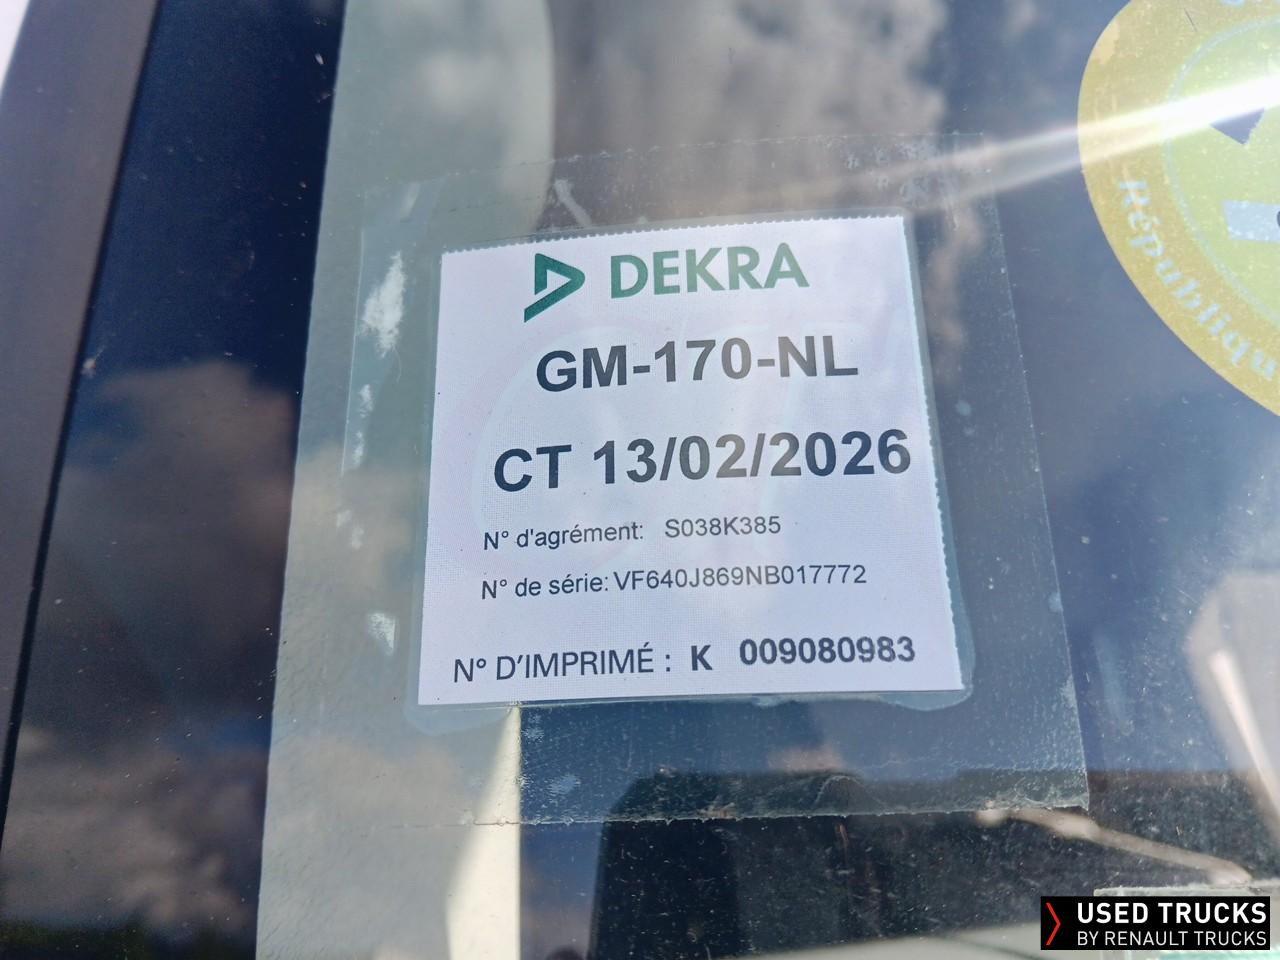 DEKRA
GM-170-NL
CT 13/02/2026
N° d'agrément: S038K385
N° de série: VF640J869NB017772
N° D'IMPRIMÉ : K 009080983
Républiqu
USED TRUCKS
BY RENAULT TRUCKS